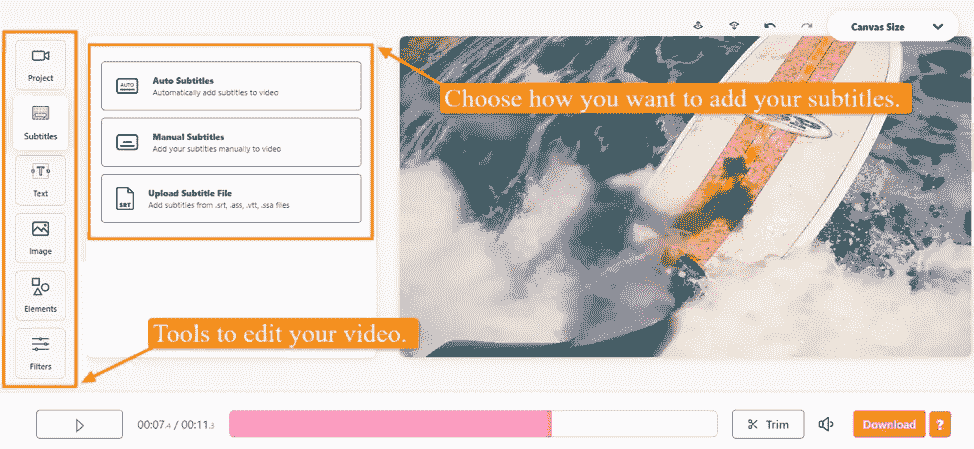 Canvas Size
Project
Subtitles
Text
Image
Elements
Filters
Auto Subtitles
Automatically add subtitles to video
Manual Subtitles
Add your subtitles manually to video
SRT
Upload Subtitle File
Add subtitles from .srt, .ass, .vtt, .ssa files
AUTO
Choose how you want to add your subtitles.
Tools to edit your video.
00:07.4 / 00:11.3
Trim
Download
?